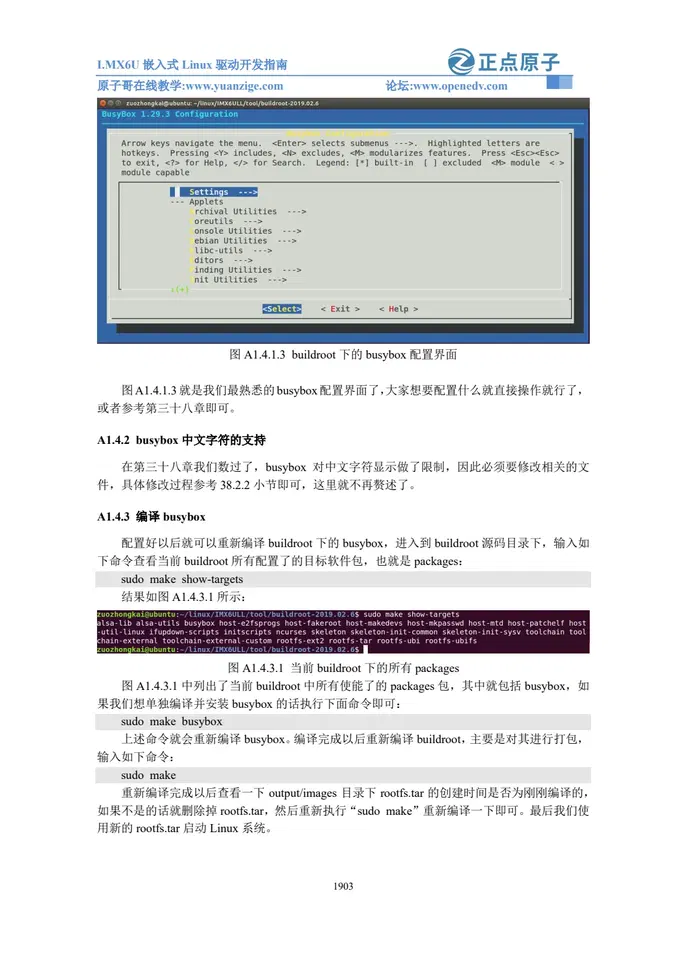 I.MX6U 嵌入式 Linux 驱动开发指南
正点原子
原子哥在线教学:www.yuanzige.com 论坛:www.openedv.com
zuozhongkai@ubuntu: ~/linux/IMX6ULL/tool/buildroot-2019.02.6
BusyBox 1.29.3 Configuration
Arrow keys navigate the menu. <Enter> selects submenus --->. Highlighted letters are
hotkeys. Pressing <Y> includes, <N> excludes, <M> modularizes features. Press <Esc><Esc>
to exit, <?> for Help, </> for Search. Legend: [*] built-in [ ] excluded <M> module < >
module capable
Settings --->
--- Applets
rchival Utilities --->
oreutils --->
onsole Utilities --->
ebian Utilities --->
libc-utils --->
ditors --->
inding Utilities --->
nit Utilities --->
↓(+)
<Select> < Exit > < Help >
图 A1.4.1.3 buildroot 下的 busybox 配置界面
图A1.4.1.3就是我们最熟悉的busybox配置界面了，大家想要配置什么就直接操作就行了，
或者参考第三十八章即可。
A1.4.2 busybox 中文字符的支持
在第三十八章我们数过了，busybox 对中文字符显示做了限制，因此必须要修改相关的文
件，具体修改过程参考 38.2.2 小节即可，这里就不再赘述了。
A1.4.3 编译 busybox
配置好以后就可以重新编译 buildroot 下的 busybox，进入到 buildroot 源码目录下，输入如
下命令查看当前 buildroot 所有配置了的目标软件包，也就是 packages：
sudo make show-targets
结果如图 A1.4.3.1 所示：
zuozhongkai@ubuntu:~/linux/IMX6ULL/tool/buildroot-2019.02.6$ sudo make show-targets
alsa-lib alsa-utils busybox host-e2fsprogs host-fakeroot host-makedevs host-mkpasswd host-mtd host-patchelf host
-util-linux ifupdown-scripts initscripts ncurses skeleton skeleton-init-common skeleton-init-sysv toolchain tool
chain-external toolchain-external-custom rootfs-ext2 rootfs-tar rootfs-ubi rootfs-ubifs
zuozhongkai@ubuntu:~/linux/IMX6ULL/tool/buildroot-2019.02.6$
图 A1.4.3.1 当前 buildroot 下的所有 packages
图 A1.4.3.1 中列出了当前 buildroot 中所有使能了的 packages 包，其中就包括 busybox，如
果我们想单独编译并安装 busybox 的话执行下面命令即可：
sudo make busybox
上述命令就会重新编译 busybox。编译完成以后重新编译 buildroot，主要是对其进行打包，
输入如下命令：
sudo make
重新编译完成以后查看一下 output/images 目录下 rootfs.tar 的创建时间是否为刚刚编译的，
如果不是的话就删除掉 rootfs.tar，然后重新执行“sudo make”重新编译一下即可。最后我们使
用新的 rootfs.tar 启动 Linux 系统。
1903